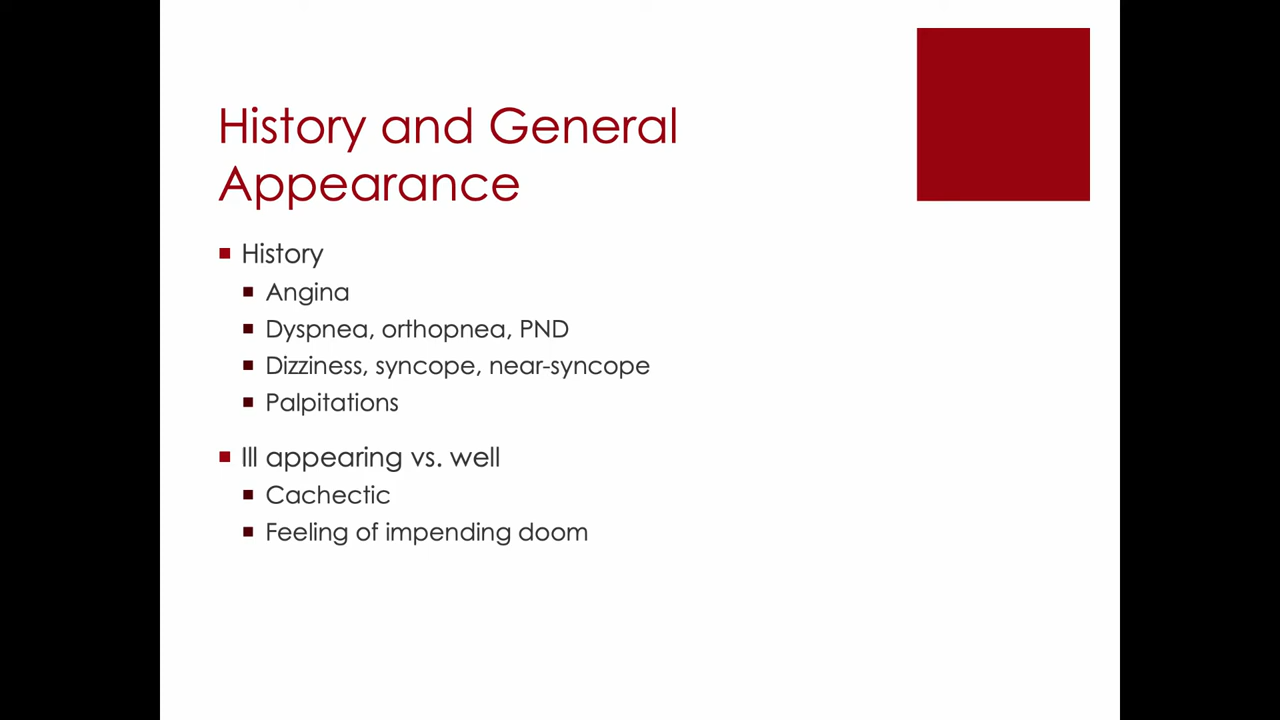 History and General
Appearance
History
Angina
Dyspnea, orthopnea, PND
Dizziness, syncope, near-syncope
Palpitations
Ill appearing vs. well
Cachectic
Feeling of impending doom